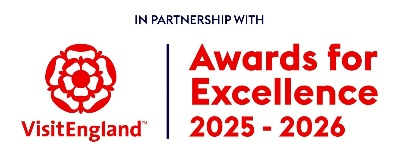 IN PARTNERSHIP WITH
VisitEngland™
Awards for
Excellence
2025 - 2026